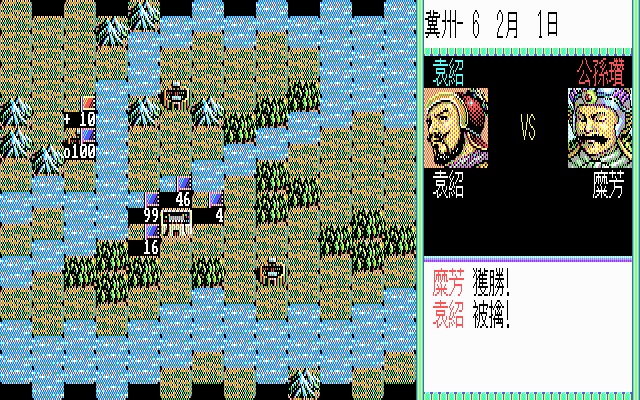 冀州- 6 2月 1日
袁紹 公孫瓚
VS
袁紹 糜芳
糜芳 獲勝!
袁紹 被擒!
+ 10
o100
46
99
4
16